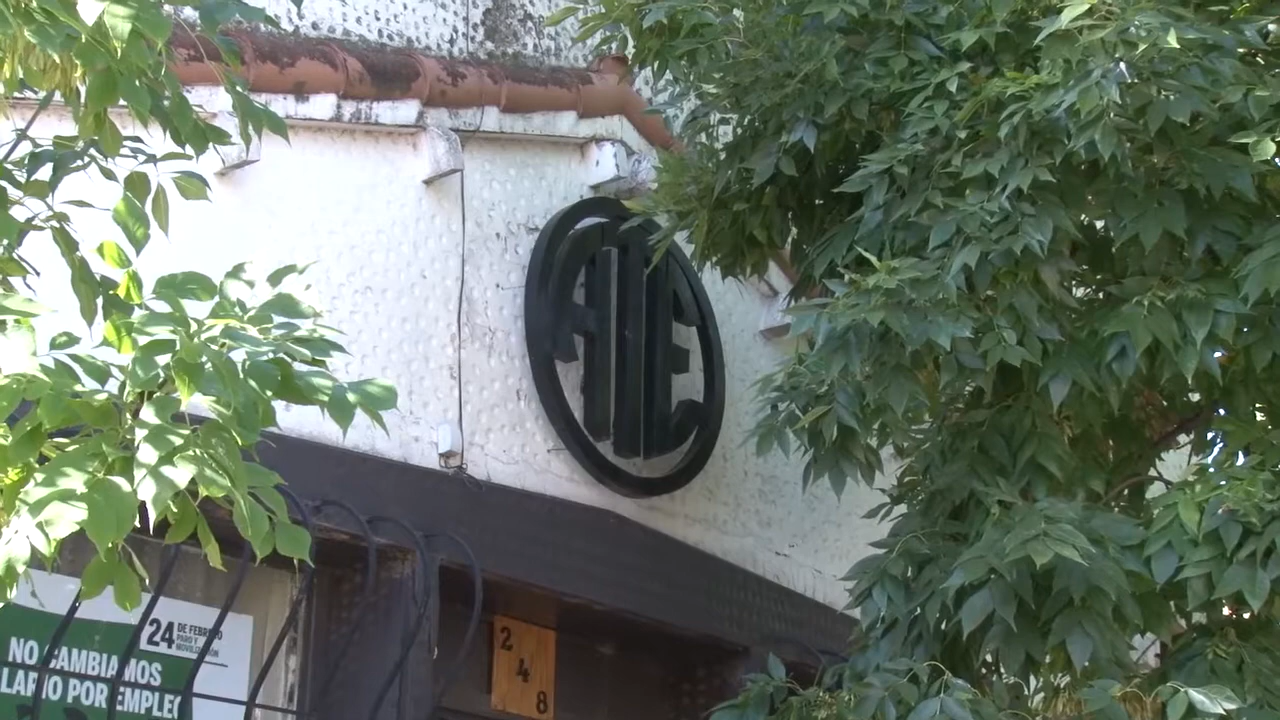 ATE
24
DE FEBRERO
PARO Y
MOVILIZACIÓN
NO CAMBIAMOS
LARIO POR EMPLEO
2
4
8